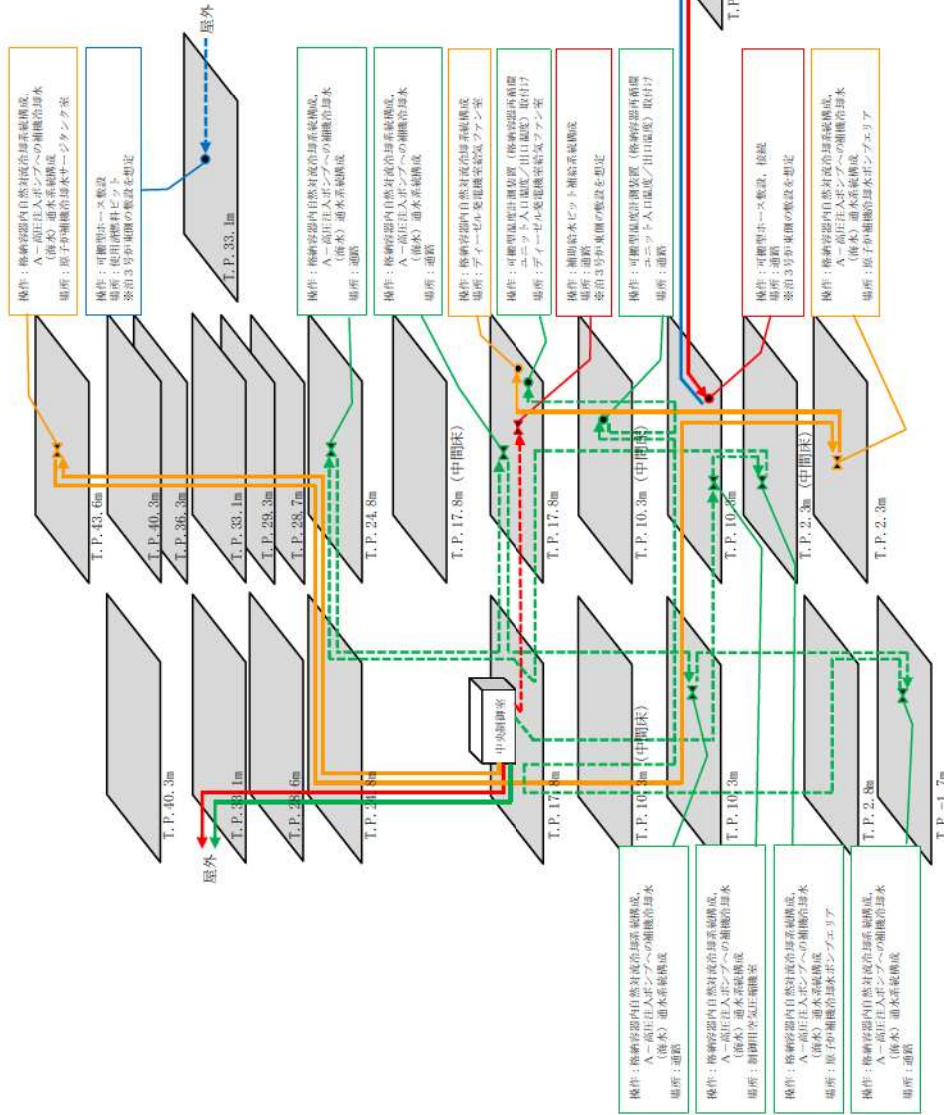 操作：格納容器内自然対流冷却系統構成，
A－高圧注入ポンプへの補機冷却水
（海水）通水系統構成
場所：原子炉補機冷却水サージタンク室
操作：可搬型ホース敷設
場所：使用済燃料ピット
※泊3号炉東側の敷設を想定
屋外
T.P.33.1m
操作：格納容器内自然対流冷却系統構成，
A－高圧注入ポンプへの補機冷却水
（海水）通水系統構成
場所：通路
操作：格納容器内自然対流冷却系統構成，
A－高圧注入ポンプへの補機冷却水
（海水）通水系統構成
場所：通路
操作：格納容器内自然対流冷却系統構成
場所：ディーゼル発電機室給気ファン室
操作：可搬型温度計測装置（格納容器再循環
ユニット入口温度／出口温度）取付け
場所：ディーゼル発電機室給気ファン室
操作：補助給水ピット補給系統構成
場所：通路
※泊3号炉東側の敷設を想定
操作：可搬型温度計測装置（格納容器再循環
ユニット入口温度／出口温度）取付け
場所：通路
操作：可搬型ホース敷設，接続
場所：通路
※泊3号炉東側の敷設を想定
操作：格納容器内自然対流冷却系統構成，
A－高圧注入ポンプへの補機冷却水
（海水）通水系統構成
場所：原子炉補機冷却水ポンプエリア
T.P.
T.P.43.6m
T.P.40.3m
T.P.36.3m
T.P.33.1m
T.P.29.3m
T.P.28.7m
T.P.24.8m
T.P.17.8m（中間床）
T.P.17.8m
T.P.10.3m（中間床）
T.P.10.3m
T.P.2.3m（中間床）
T.P.2.3m
屋外
T.P.40.3m
T.P.33.1m
T.P.28.6m
T.P.24.8m
中央制御室
T.P.17.8m
T.P.10.3m（中間床）
T.P.10.3m
T.P.2.8m
T.P.-1.7m
操作：格納容器内自然対流冷却系統構成，
A－高圧注入ポンプへの補機冷却水
（海水）通水系統構成
場所：通路
操作：格納容器内自然対流冷却系統構成，
A－高圧注入ポンプへの補機冷却水
（海水）通水系統構成
場所：制御用空気圧縮機室
操作：格納容器内自然対流冷却系統構成，
A－高圧注入ポンプへの補機冷却水
（海水）通水系統構成
場所：原子炉補機冷却水ポンプエリア
操作：格納容器内自然対流冷却系統構成，
A－高圧注入ポンプへの補機冷却水
（海水）通水系統構成
場所：通路